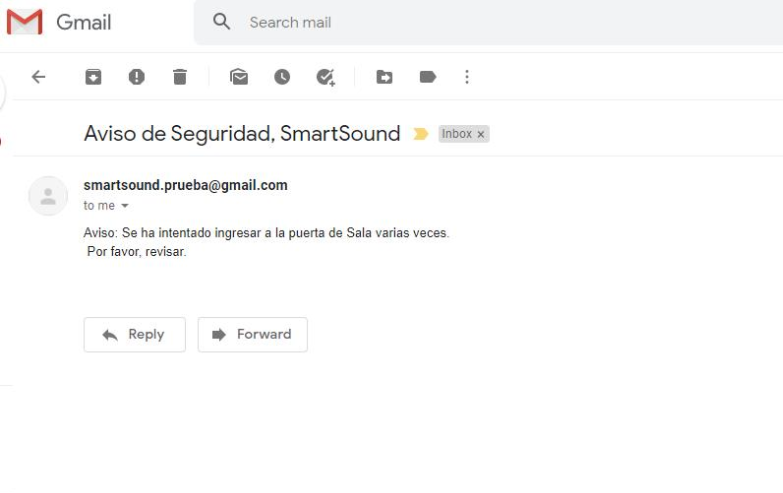 Gmail
Search mail
Aviso de Seguridad, SmartSound
Inbox x
smartsound.prueba@gmail.com
to me
Aviso: Se ha intentado ingresar a la puerta de Sala varias veces.
Por favor, revisar.
Reply
Forward